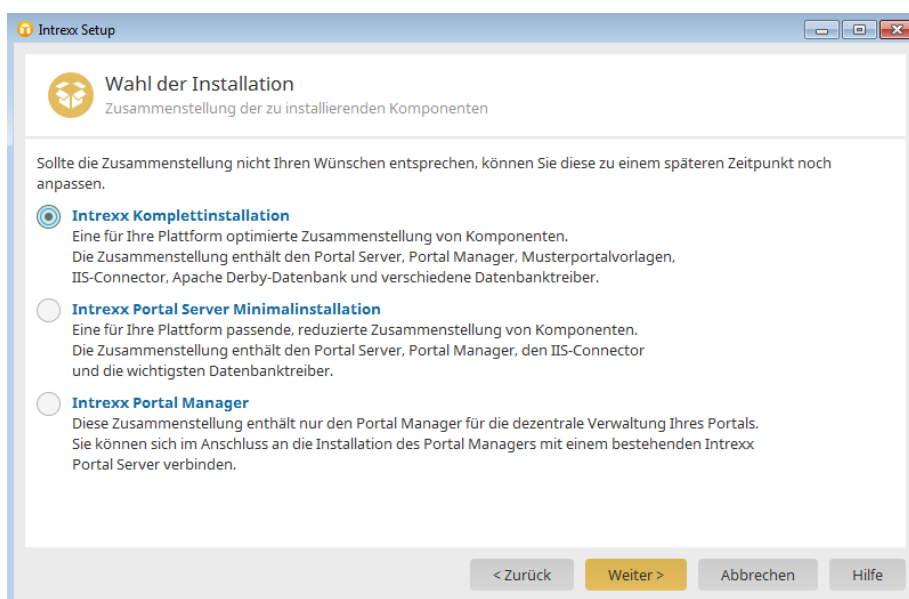 Intrexx Setup
Wahl der Installation
Zusammenstellung der zu installierenden Komponenten
Sollte die Zusammenstellung nicht Ihren Wünschen entsprechen, können Sie diese zu einem späteren Zeitpunkt noch
anpassen.
Intrexx Komplettinstallation
Eine für Ihre Plattform optimierte Zusammenstellung von Komponenten.
Die Zusammenstellung enthält den Portal Server, Portal Manager, Musterportalvorlagen,
IIS-Connector, Apache Derby-Datenbank und verschiedene Datenbanktreiber.
Intrexx Portal Server Minimalinstallation
Eine für Ihre Plattform passende, reduzierte Zusammenstellung von Komponenten.
Die Zusammenstellung enthält den Portal Server, Portal Manager, den IIS-Connector
und die wichtigsten Datenbanktreiber.
Intrexx Portal Manager
Diese Zusammenstellung enthält nur den Portal Manager für die dezentrale Verwaltung Ihres Portals.
Sie können sich im Anschluss an die Installation des Portal Managers mit einem bestehenden Intrexx
Portal Server verbinden.
< Zurück Weiter > Abbrechen Hilfe